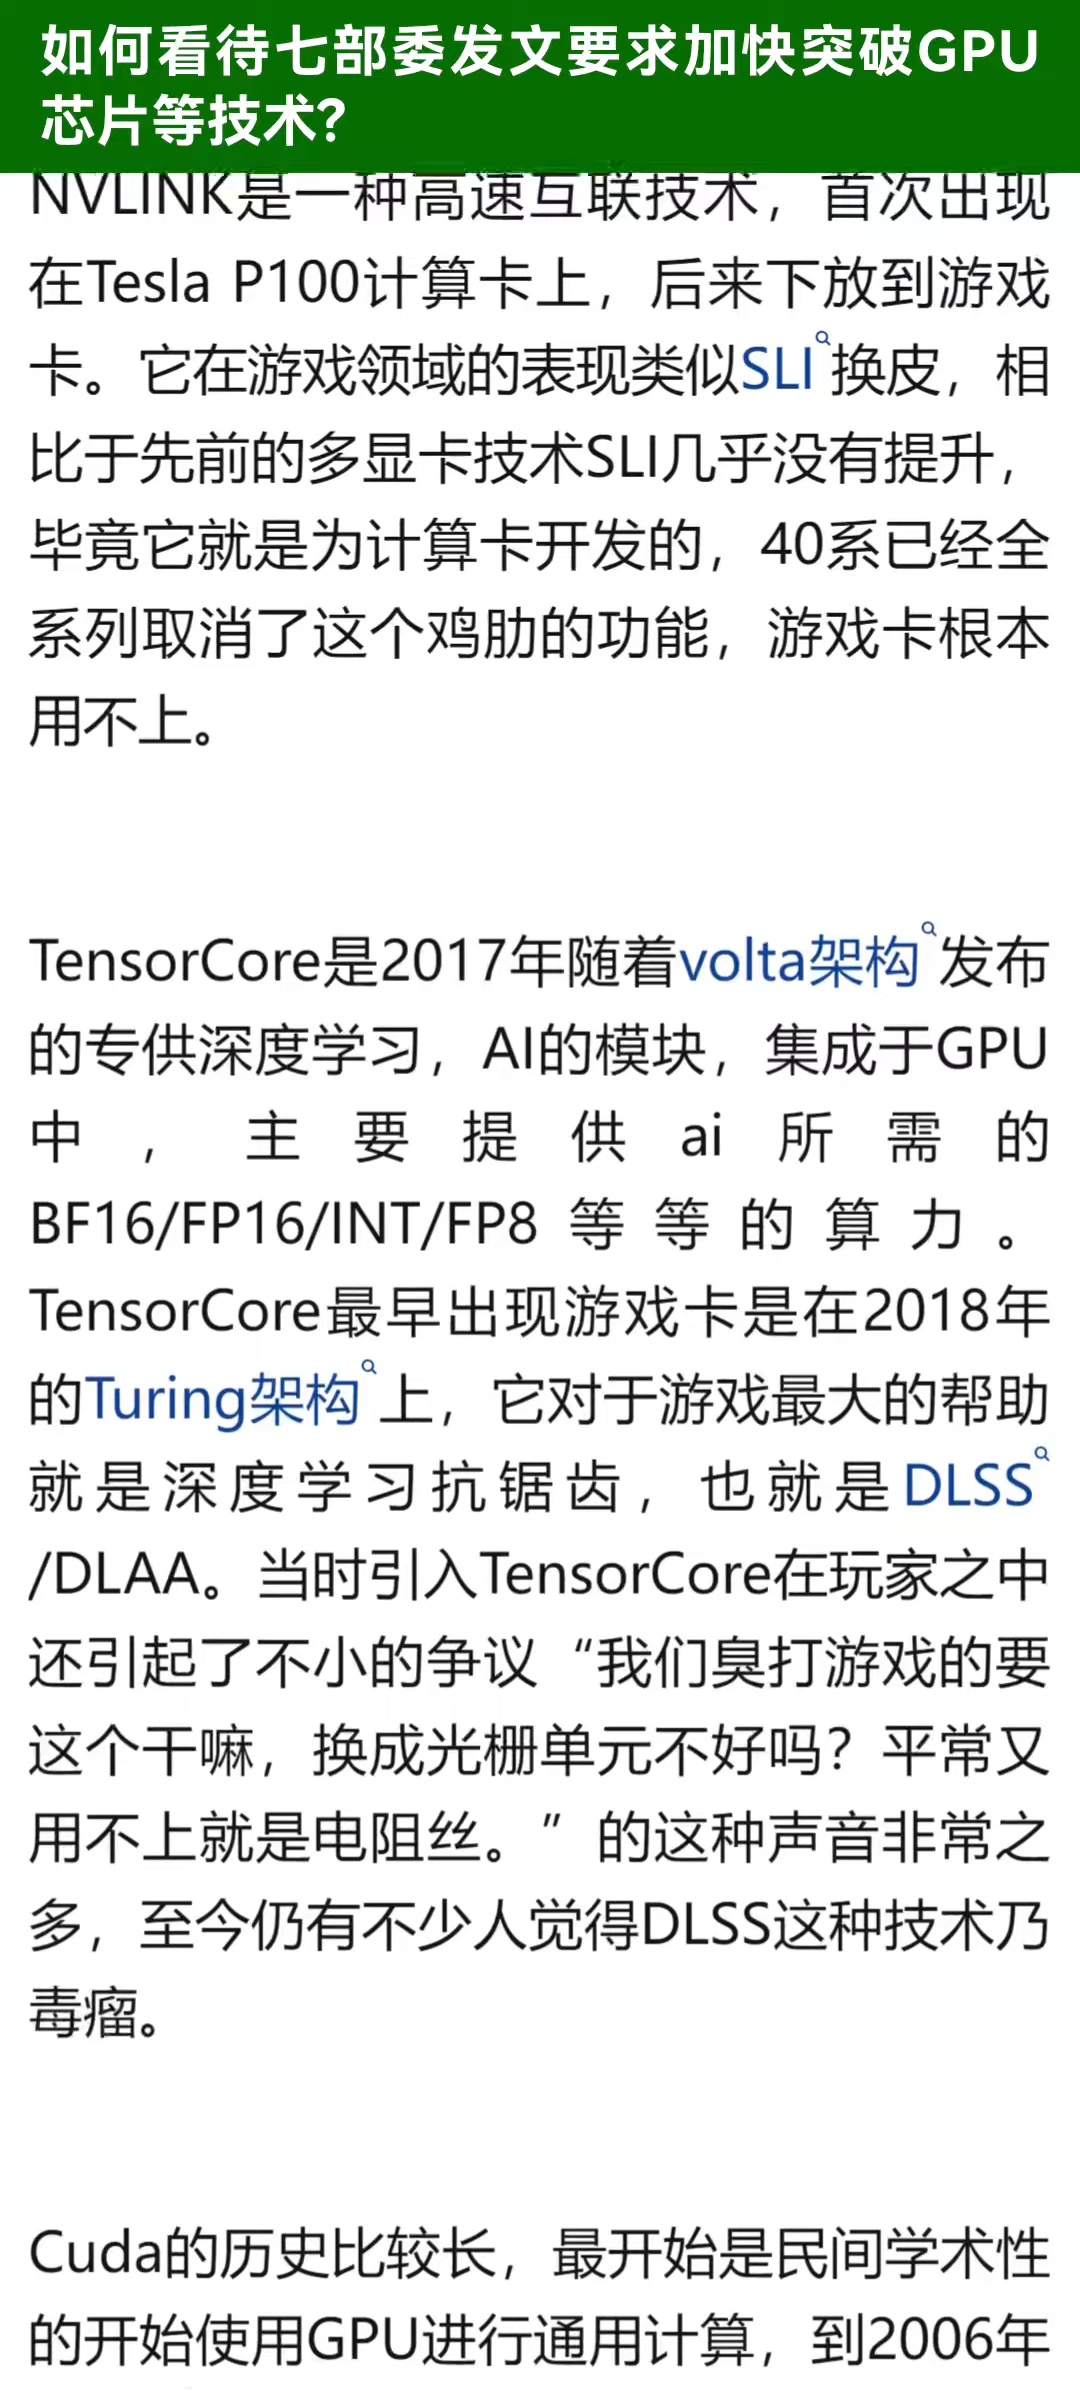 如何看待七部委发文要求加快突破GPU
芯片等技术？
NVLINK是一种高速互联技术，首次出现
在Tesla P100计算卡上，后来下放到游戏
卡。它在游戏领域的表现类似SLI换皮，相
比于先前的多显卡技术SLI几乎没有提升，
毕竟它就是为计算卡开发的，40系已经全
系列取消了这个鸡肋的功能，游戏卡根本
用不上。
TensorCore是2017年随着volta架构发布
的专供深度学习，AI的模块，集成于GPU
中，主要提供ai所需的
BF16/FP16/INT/FP8等等的算力。
TensorCore最早出现游戏卡是在2018年
的Turing架构上，它对于游戏最大的帮助
就是深度学习抗锯齿，也就是DLSS
/DLAA。当时引入TensorCore在玩家之中
还引起了不小的争议“我们臭打游戏的要
这个干嘛，换成光栅单元不好吗？平常又
用不上就是电阻丝。”的这种声音非常之
多，至今仍有不少人觉得DLSS这种技术乃
毒瘤。
Cuda的历史比较长，最开始是民间学术性
的开始使用GPU进行通用计算，到2006年